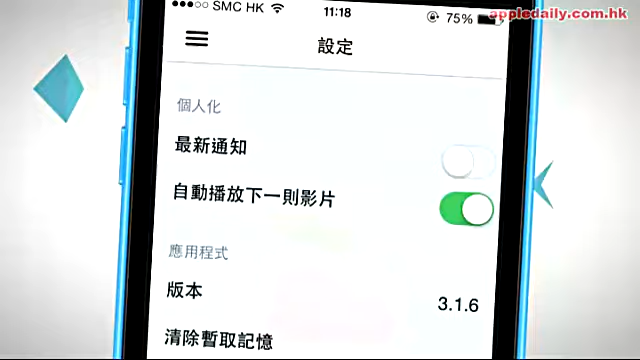 SMC HK 11:18 75%
appledaily.com.hk
設定
個人化
最新通知
自動播放下一則影片
應用程式
版本 3.1.6
清除暫取記憶